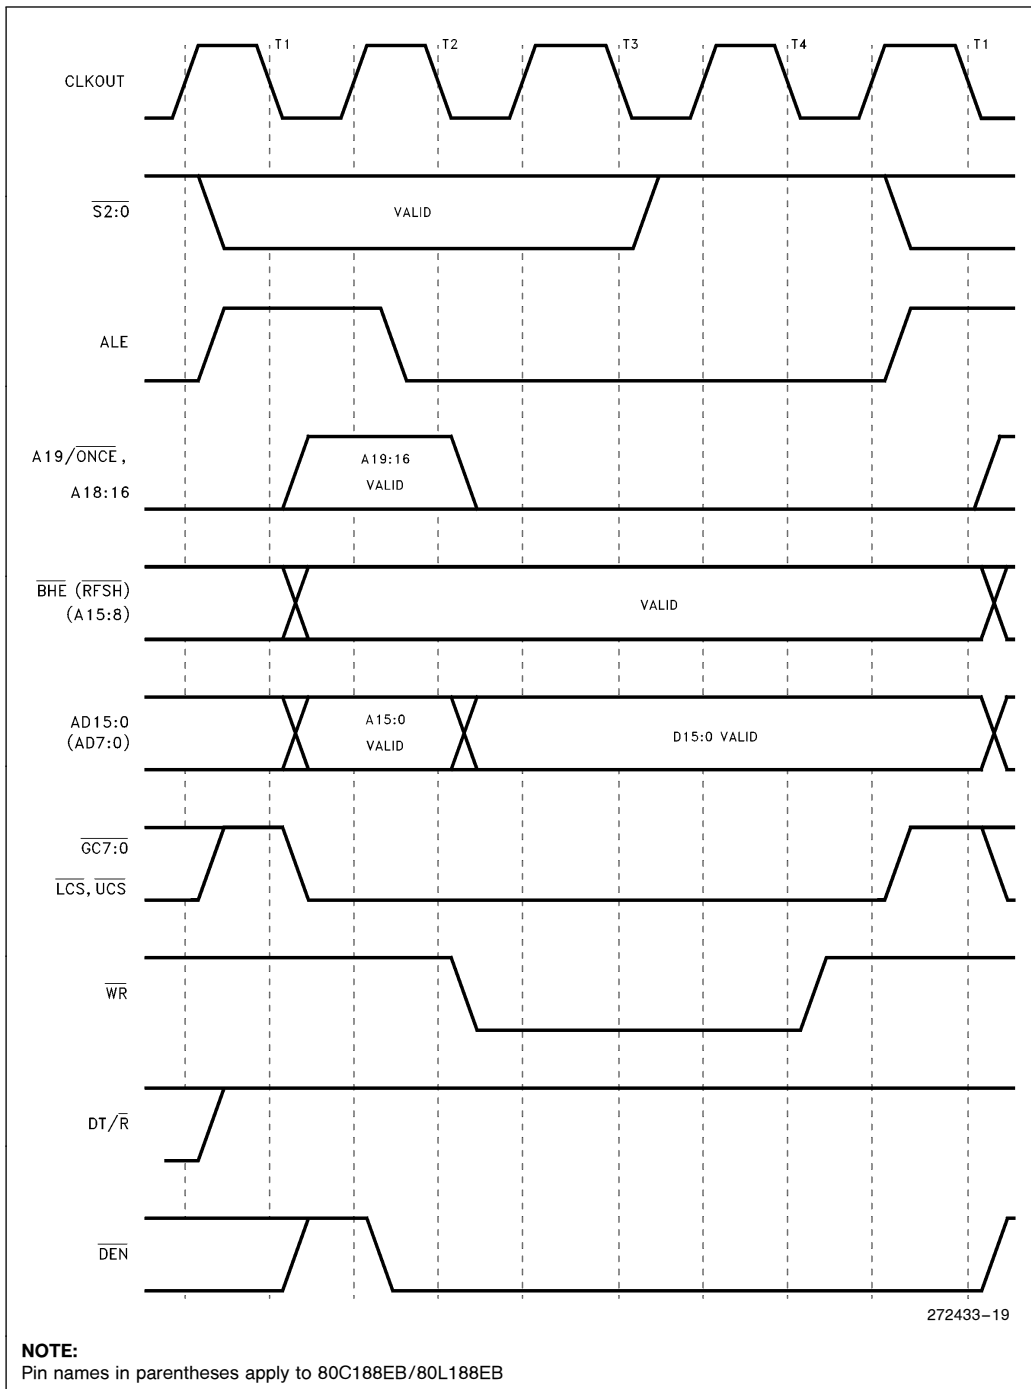 T1 T2 T3 T4 T1
CLKOUT
S2:0
VALID
ALE
A19/ONCE,
A18:16
A19:16
VALID
BHE (RFSH)
(A15:8)
VALID
AD15:0
(AD7:0)
A15:0
VALID
D15:0 VALID
GC7:0
LCS, UCS
WR
DT/R
DEN
272433–19
NOTE:
Pin names in parentheses apply to 80C188EB/80L188EB